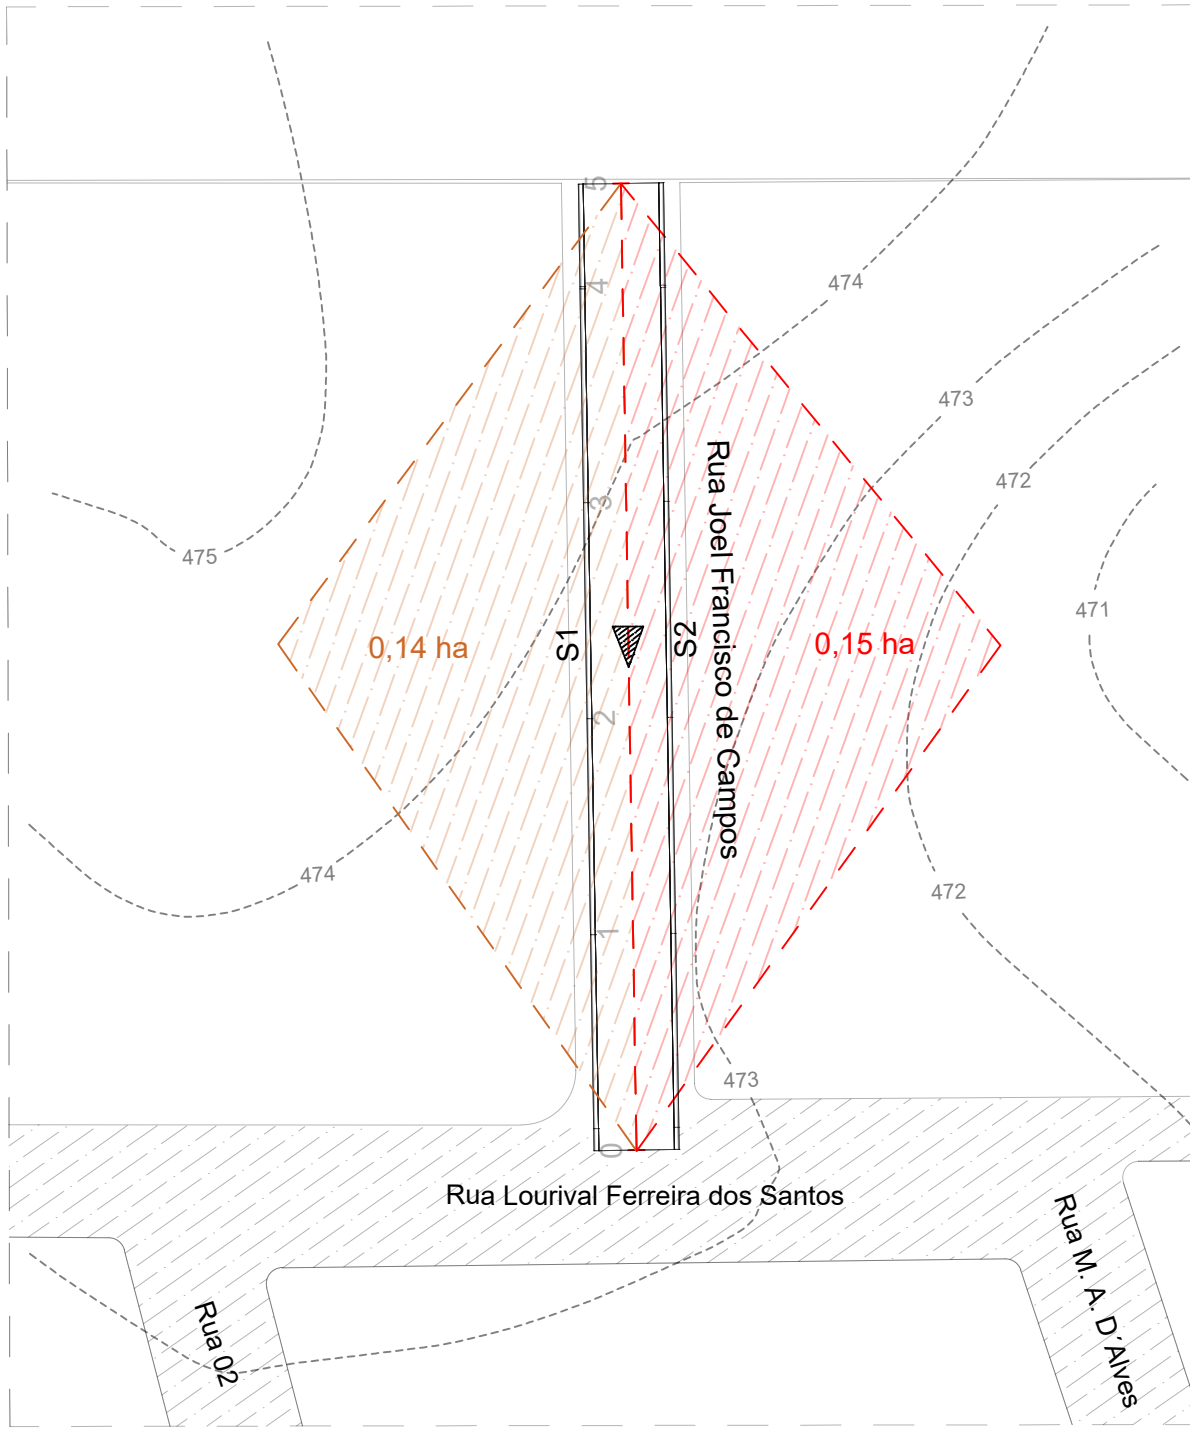 5
4
474
473
472
Rua Joel Francisco de Campos
3
475
471
S1
S2
0,14 ha
0,15 ha
2
474
472
1
473
0
Rua Lourival Ferreira dos Santos
Rua M. A. D´Alves
Rua 02